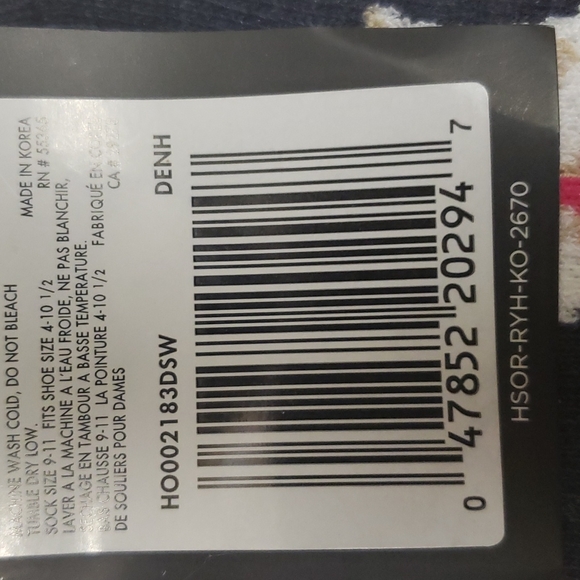 MACHINE WASH COLD, DO NOT BLEACH
TUMBLE DRY LOW.
SOCK SIZE 9-11 FITS SHOE SIZE 4-10 1/2
LAVER A LA MACHINE A L'EAU FROIDE, NE PAS BLANCHIR,
EN TAMBOUR A BASSE TEMPERATURE.
CHAUSSE 9-11 LA POINTURE 4-10 1/2
DE SOULIERS POUR DAMES
MADE IN KOREA
RN #
FABRIQUÉ EN
CA #
HO002183DSW DENH
0 47852 20294 7
HSOR-RYH-KO-2670